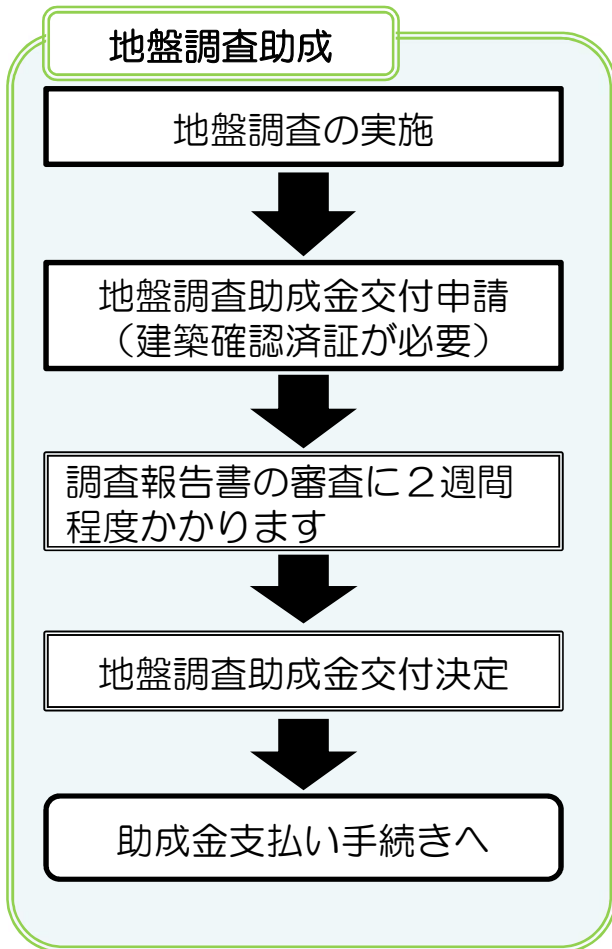 地盤調査助成
地盤調査の実施
地盤調査助成金交付申請
（建築確認済証が必要）
調査報告書の審査に２週間
程度かかります
地盤調査助成金交付決定
助成金支払い手続きへ